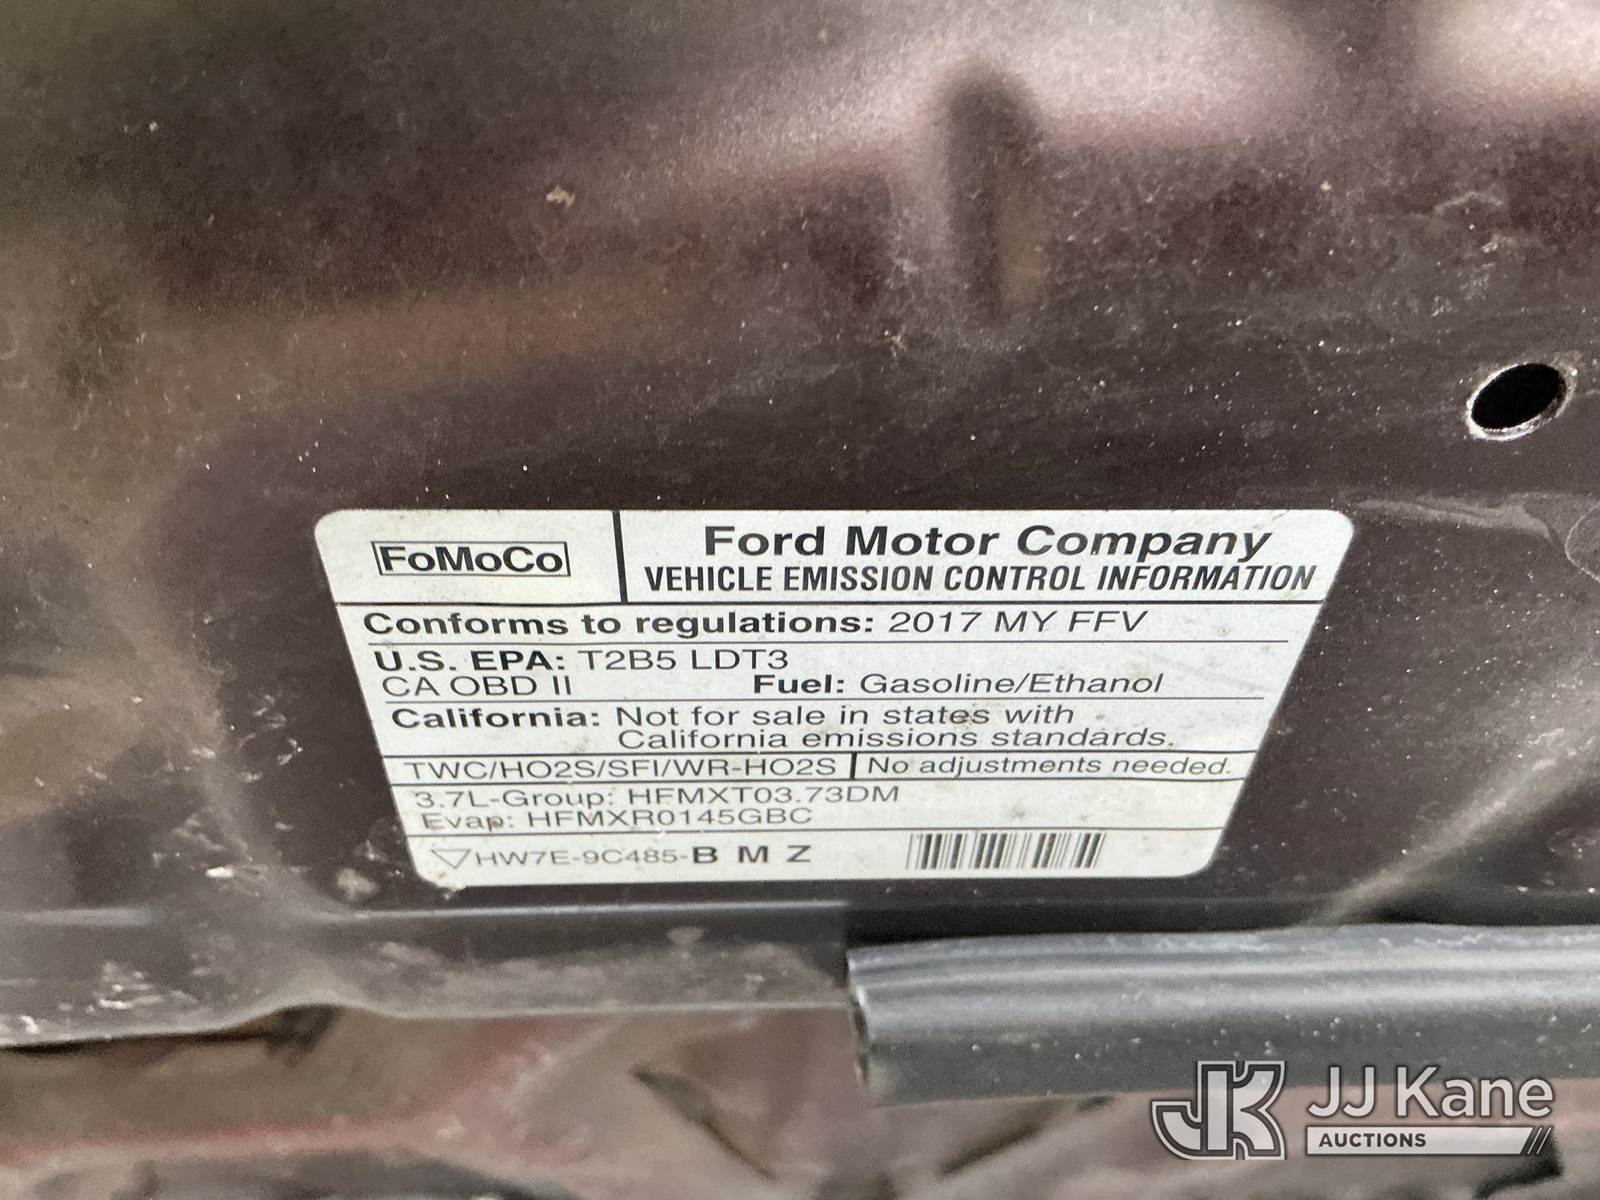 FoMoCo
Ford Motor Company
VEHICLE EMISSION CONTROL INFORMATION
Conforms to regulations: 2017 MY FFV
U.S. EPA: T2B5 LDT3
CA OBD II Fuel: Gasoline/Ethanol
California: Not for sale in states with
California emissions standards.
TWC/HO2S/SFI/WR-HO2S No adjustments needed.
3.7L-Group: HFMXT03.73DM
Evap: HFMXR0145GBC
HW7E-9C485-B M Z
JK JJ Kane
AUCTIONS